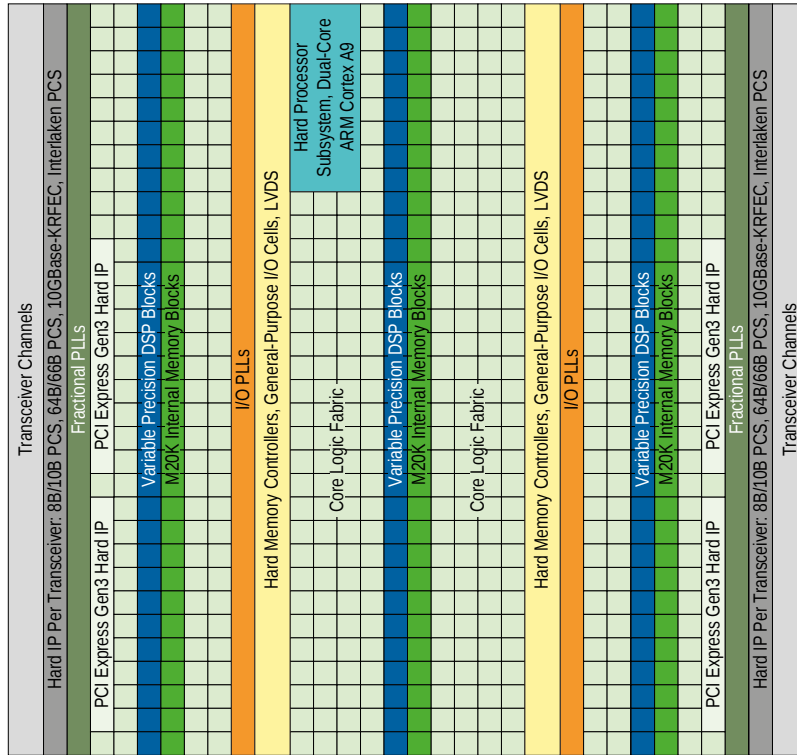 Transceiver Channels
Hard IP Per Transceiver: 8B/10B PCS, 64B/66B PCS, 10GBase-KRFEC, Interlaken PCS
Fractional PLLs
PCI Express Gen3 Hard IP
PCI Express Gen3 Hard IP
Variable Precision DSP Blocks
M20K Internal Memory Blocks
I/O PLLs
Hard Memory Controllers, General-Purpose I/O Cells, LVDS
Hard Processor
Subsystem, Dual-Core
ARM Cortex A9
Core Logic Fabric
Variable Precision DSP Blocks
M20K Internal Memory Blocks
Core Logic Fabric
Hard Memory Controllers, General-Purpose I/O Cells, LVDS
I/O PLLs
Variable Precision DSP Blocks
M20K Internal Memory Blocks
PCI Express Gen3 Hard IP
PCI Express Gen3 Hard IP
Fractional PLLs
Hard IP Per Transceiver: 8B/10B PCS, 64B/66B PCS, 10GBase-KRFEC, Interlaken PCS
Transceiver Channels